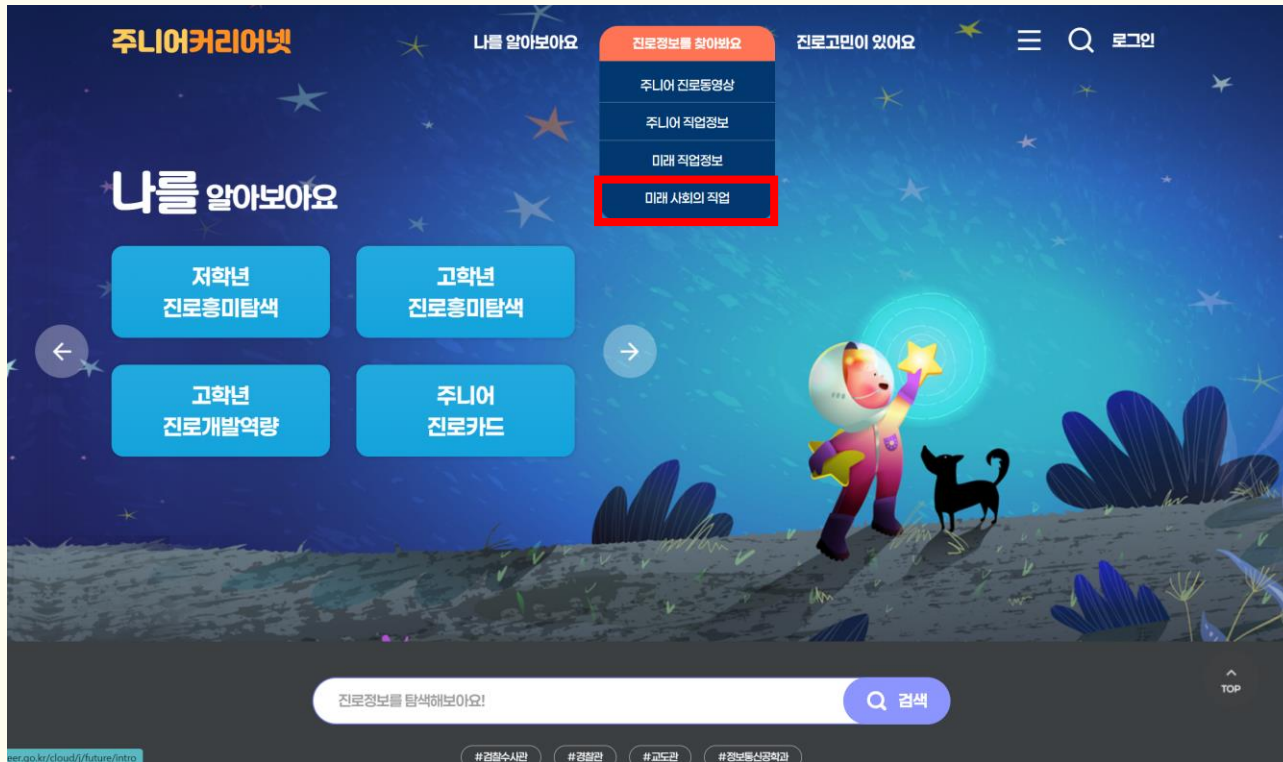 주니어커리어넷
나를 알아보아요
진로정보를 찾아봐요
진로고민이 있어요
로그인
주니어 진로동영상
주니어 직업정보
미래 직업정보
미래 사회의 직업
나를 알아보아요
저학년
진로흥미탐색
고학년
진로흥미탐색
고학년
진로개발역량
주니어
진로카드
진로정보를 탐색해보아요!
검색
TOP
#검찰수사관
#경찰관
#교도관
#정보통신공학과
eer.go.kr/cloud/j/future/intro